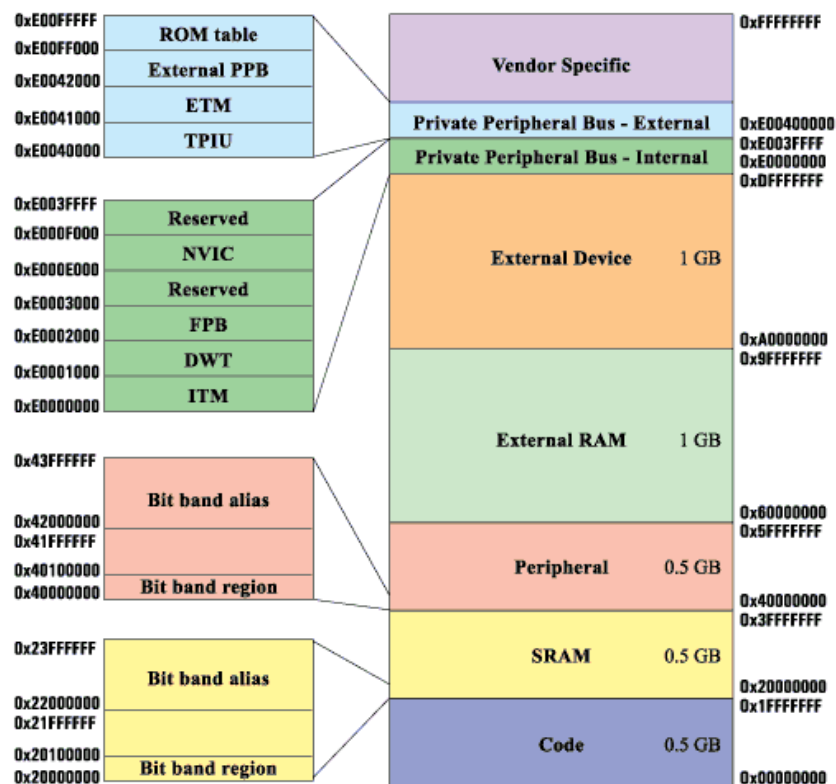 0xE00FFFFF
ROM table
0xE00FF000
External PPB
0xE0042000
ETM
0xE0041000
TPIU
0xE0040000
0xE003FFFF
Reserved
0xE000F000
NVIC
0xE000E000
Reserved
0xE0003000
FPB
0xE0002000
DWT
0xE0001000
ITM
0xE0000000
0x43FFFFFF
Bit band alias
0x42000000
0x41FFFFFF
0x40100000
Bit band region
0x40000000
0x23FFFFFF
Bit band alias
0x22000000
0x21FFFFFF
0x20100000
Bit band region
0x20000000
0xFFFFFFFF
Vendor Specific
Private Peripheral Bus - External
0xE00400000
0xE003FFFF
Private Peripheral Bus - Internal
0xE0000000
0xDFFFFFFF
External Device 1 GB
0xA0000000
0x9FFFFFFF
External RAM 1 GB
0x60000000
0x5FFFFFFF
Peripheral 0.5 GB
0x40000000
0x3FFFFFFF
SRAM 0.5 GB
0x20000000
0x1FFFFFFF
Code 0.5 GB
0x00000000